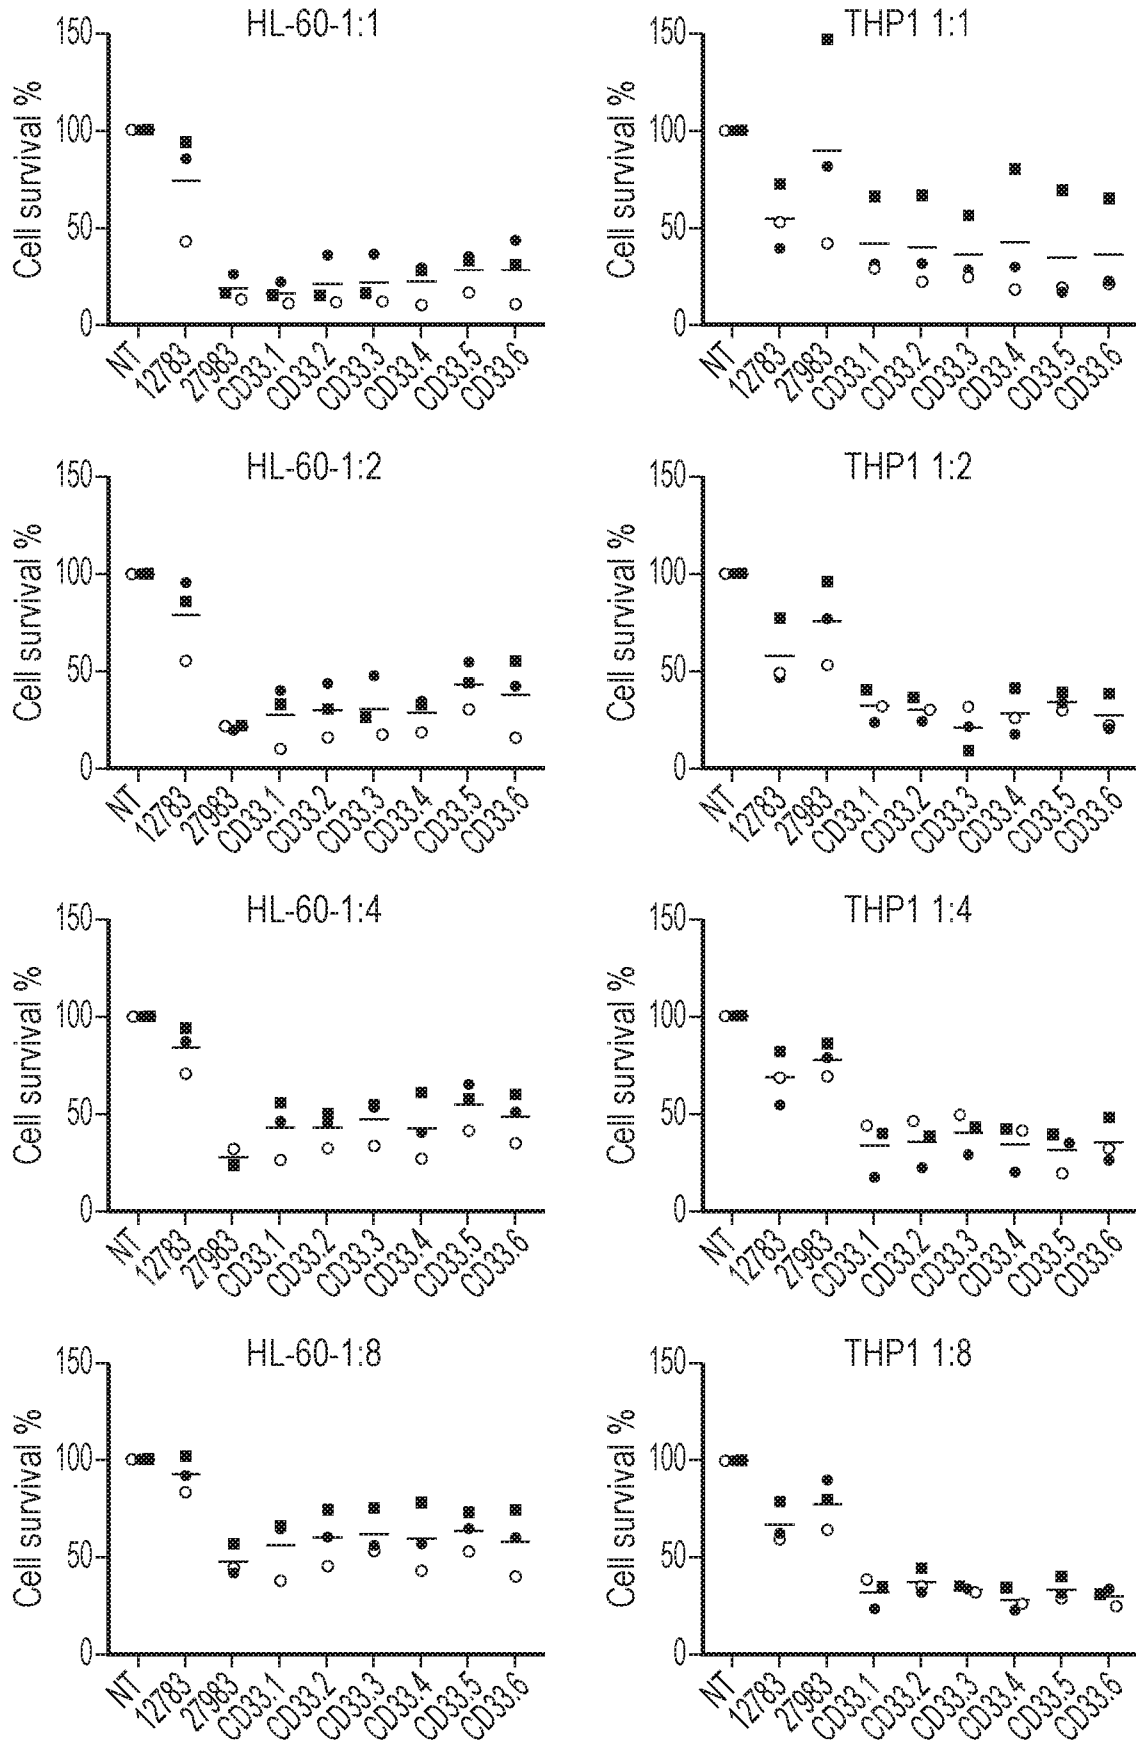 HL-60-1:1
Cell survival %
150
100
50
0
NT
12783
27983
CD33.1
CD33.2
CD33.3
CD33.4
CD33.5
CD33.6
THP1 1:1
Cell survival %
150
100
50
0
NT
12783
27983
CD33.1
CD33.2
CD33.3
CD33.4
CD33.5
CD33.6
HL-60-1:2
Cell survival %
150
100
50
0
NT
12783
27983
CD33.1
CD33.2
CD33.3
CD33.4
CD33.5
CD33.6
THP1 1:2
Cell survival %
150
100
50
0
NT
12783
27983
CD33.1
CD33.2
CD33.3
CD33.4
CD33.5
CD33.6
HL-60-1:4
Cell survival %
150
100
50
0
NT
12783
27983
CD33.1
CD33.2
CD33.3
CD33.4
CD33.5
CD33.6
THP1 1:4
Cell survival %
150
100
50
0
NT
12783
27983
CD33.1
CD33.2
CD33.3
CD33.4
CD33.5
CD33.6
HL-60-1:8
Cell survival %
150
100
50
0
NT
12783
27983
CD33.1
CD33.2
CD33.3
CD33.4
CD33.5
CD33.6
THP1 1:8
Cell survival %
150
100
50
0
NT
12783
27983
CD33.1
CD33.2
CD33.3
CD33.4
CD33.5
CD33.6